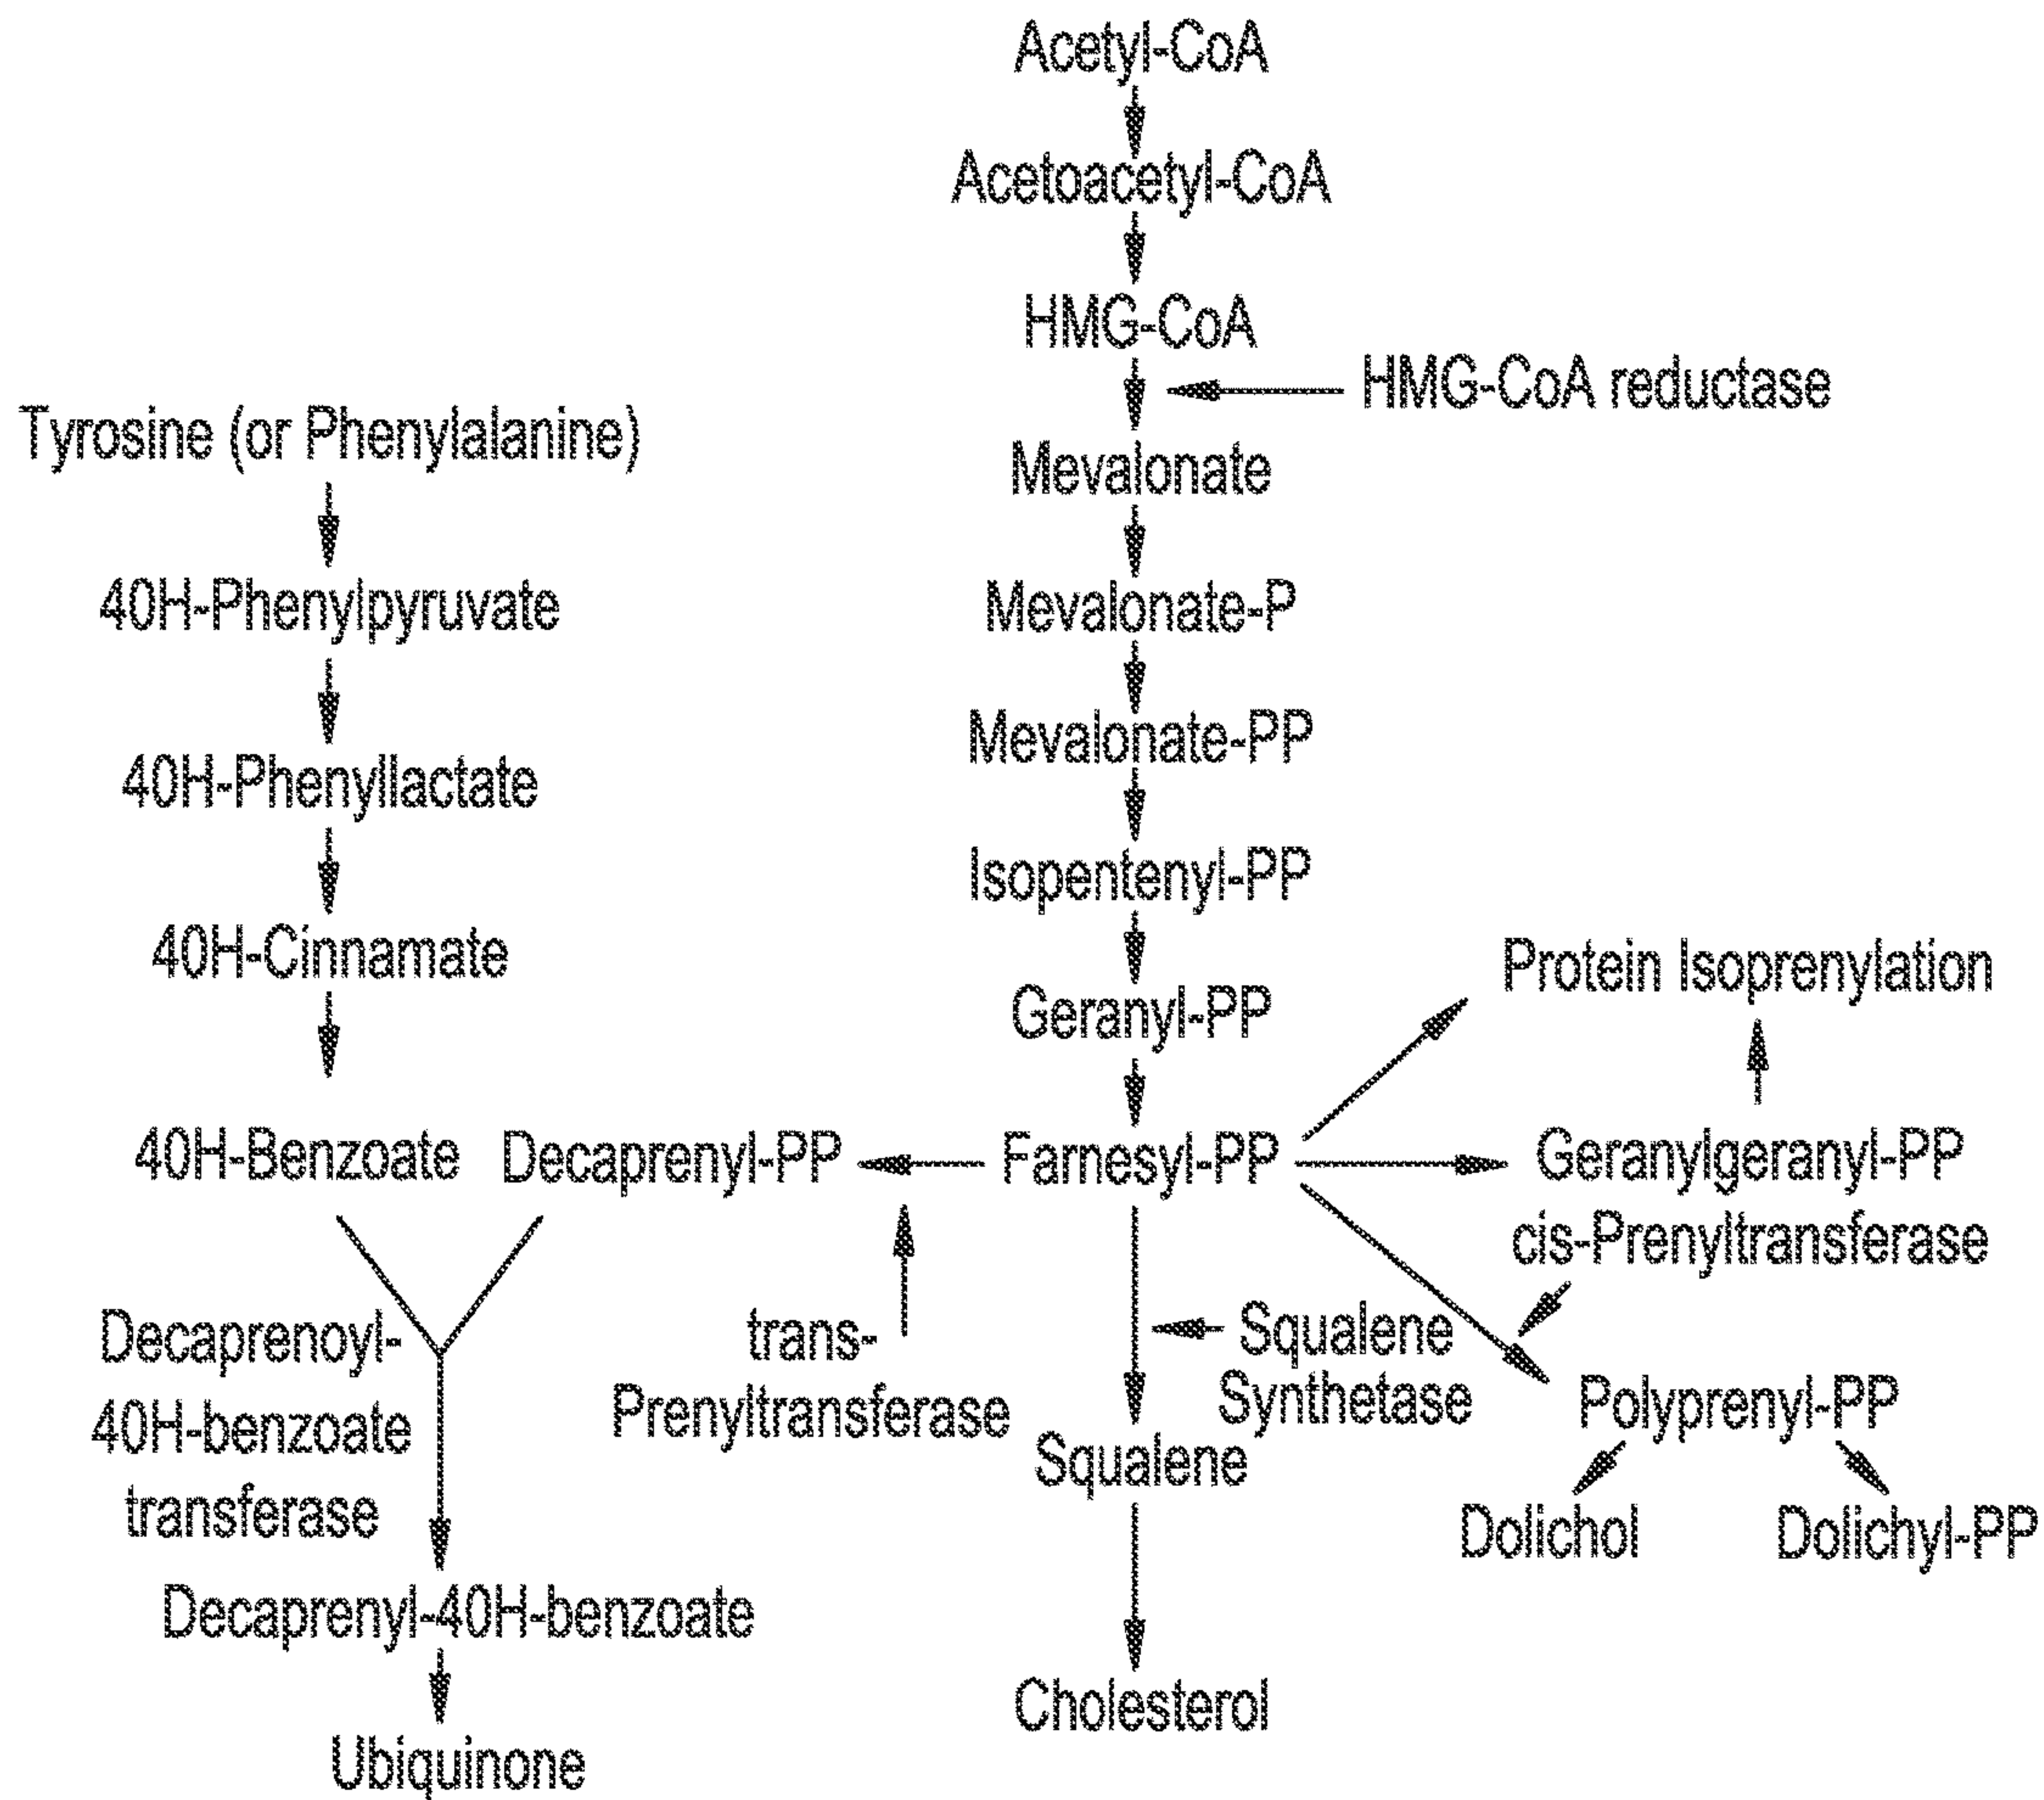 Acetyl-CoA
Acetoacetyl-CoA
HMG-CoA
HMG-CoA reductase
Tyrosine (or Phenylalanine)
Mevalonate
40H-Phenylpyruvate
Mevalonate-P
Mevalonate-PP
40H-Phenyllactate
Isopentenyl-PP
40H-Cinnamate
Protein Isoprenylation
Geranyl-PP
40H-Benzoate
Decaprenyl-PP
Farnesyl-PP
Geranylgeranyl-PP
cis-Prenyltransferase
Decaprenoyl-
40H-benzoate
transferase
trans-
Prenyltransferase
Squalene
Synthetase
Polyprenyl-PP
Squalene
Dolichol
Dolichyl-PP
Decaprenyl-40H-benzoate
Cholesterol
Ubiquinone